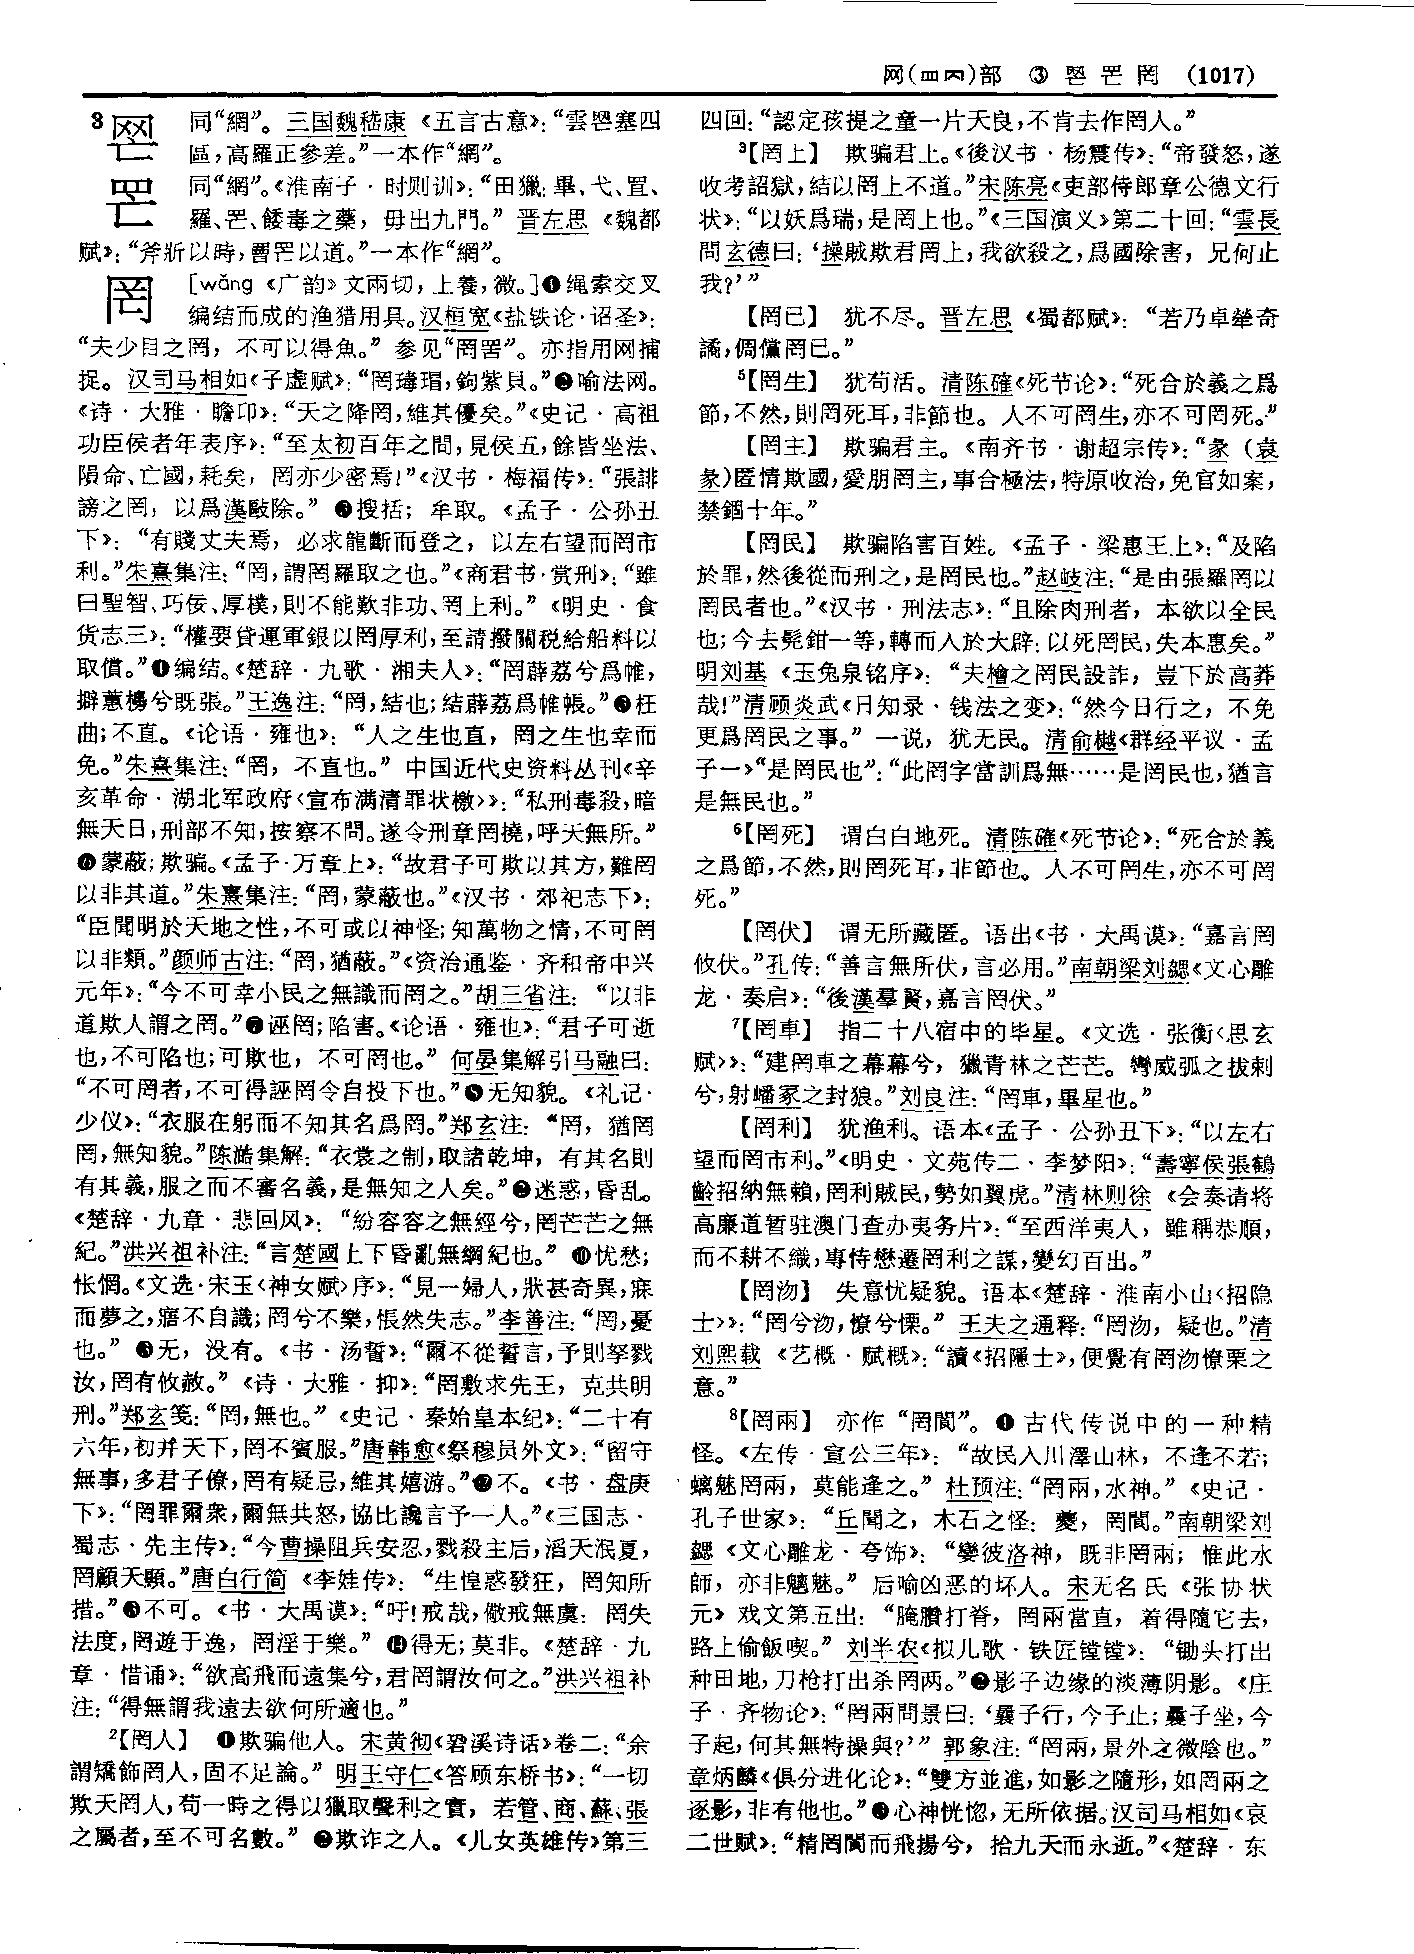 网(罒⺳)部 ③ 𦉾 䍐 罔 (1017)
3 𦉾 同“網”。三国魏嵇康《五言古意》：“雲𦉾塞四
區，高羅正參差。”一本作“網”。
𦉽 同“網”。《淮南子·时则训》：“田獵：畢、弋、罝、
羅、𦉽、餧毒之藥，毋出九門。”晋左思《魏都
赋》：“斧斨以時，罾𦉽以道。”一本作“網”。
罔 [wǎng《广韵》文兩切，上養，微。]❶绳索交叉
编结而成的渔猎用具。汉桓宽《盐铁论·诏圣》：
“夫少目之罔，不可以得魚。”参见“罔罟”。亦指用网捕
捉。汉司马相如《子虚赋》：“罔瑇瑁，鉤紫貝。”❷喻法网。
《诗·大雅·瞻卬》：“天之降罔，維其優矣。”《史记·高祖
功臣侯者年表序》：“至太初百年之間，見侯五，餘皆坐法、
隕命、亡國，耗矣，罔亦少密焉！”《汉书·梅福传》：“張誹
謗之罔，以爲漢敺除。”❸搜括；牟取。《孟子·公孙丑
下》：“有賤丈夫焉，必求龍斷而登之，以左右望而罔市
利。”朱熹集注：“罔，謂罔羅取之也。”《商君书·赏刑》：“雖
曰聖智、巧佞、厚樸，則不能歎非功、罔上利。”《明史·食
货志三》：“權要貸運軍銀以罔厚利，至請撥關税給船料以
取償。”❹编结。《楚辞·九歌·湘夫人》：“罔薜荔兮爲帷，
擗蕙櫋兮既張。”王逸注：“罔，結也；結薜荔爲帷帳。”❺枉
曲；不直。《论语·雍也》：“人之生也直，罔之生也幸而
免。”朱熹集注：“罔，不直也。”中国近代史资料丛刊《辛
亥革命·湖北军政府〈宣布满清罪状檄〉》：“私刑毒殺，暗
無天日，刑部不知，按察不問。遂令刑章罔撓，呼天無所。”
❻蒙蔽；欺骗。《孟子·万章上》：“故君子可欺以其方，難罔
以非其道。”朱熹集注：“罔，蒙蔽也。”《汉书·郊祀志下》：
“臣聞明於天地之性，不可或以神怪；知萬物之情，不可罔
以非類。”颜师古注：“罔，猶蔽。”《资治通鉴·齐和帝中兴
元年》：“今不可幸小民之無識而罔之。”胡三省注：“以非
道欺人謂之罔。”❼诬罔；陷害。《论语·雍也》：“君子可逝
也，不可陷也；可欺也，不可罔也。”何晏集解引马融曰：
“不可罔者，不可得誣罔令自投下也。”❽无知貌。《礼记·
少仪》：“衣服在躬而不知其名爲罔。”郑玄注：“罔，猶罔
罔，無知貌。”陈澔集解：“衣裳之制，取諸乾坤，有其名則
有其義，服之而不審名義，是無知之人矣。”❾迷惑，昏乱。
《楚辞·九章·悲回风》：“紛容容之無經兮，罔芒芒之無
紀。”洪兴祖补注：“言楚國上下昏亂無綱紀也。”❿忧愁；
怅惘。《文选·宋玉〈神女赋〉序》：“見一婦人，狀甚奇異，寐
而夢之，寤不自識；罔兮不樂，悵然失志。”李善注：“罔，憂
也。”⓫无，没有。《书·汤誓》：“爾不從誓言，予則孥戮
汝，罔有攸赦。”《诗·大雅·抑》：“罔敷求先王，克共明
刑。”郑玄笺：“罔，無也。”《史记·秦始皇本纪》：“二十有
六年，初并天下，罔不賓服。”唐韩愈《祭穆员外文》：“留守
無事，多君子僚，罔有疑忌，維其嬉游。”⓬不。《书·盘庚
下》：“罔罪爾衆，爾無共怒，協比讒言予一人。”《三国志·
蜀志·先主传》：“今曹操阻兵安忍，戮殺主后，滔天泯夏，
罔顧天顯。”唐白行简《李娃传》：“生惶惑發狂，罔知所
措。”⓭不可。《书·大禹谟》：“吁！戒哉，儆戒無虞：罔失
法度，罔遊于逸，罔淫于樂。”⓮得无；莫非。《楚辞·九
章·惜诵》：“欲高飛而遠集兮，君罔謂汝何之。”洪兴祖补
注：“得無謂我遠去欲何所適也。”
²【罔人】 ❶欺骗他人。宋黄彻《䂬溪诗话》卷二：“余
謂矯飾罔人，固不足論。”明王守仁《答顾东桥书》：“一切
欺天罔人，苟一時之得以獵取聲利之實，若管、商、蘇、張
之屬者，至不可名數。”❷欺诈之人。《儿女英雄传》第三
四回：“認定孩提之童一片天良，不肯去作罔人。”
³【罔上】 欺骗君上。《後汉书·杨震传》：“帝發怒，遂
收考詔獄，結以罔上不道。”宋陈亮《吏部侍郎章公德文行
状》：“以妖爲瑞，是罔上也。”《三国演义》第二十回：“雲長
問玄德曰：‘操賊欺君罔上，我欲殺之，爲國除害，兄何止
我？’”
【罔已】 犹不尽。晋左思《蜀都赋》：“若乃卓犖奇
譎，倜儻罔已。”
⁵【罔生】 犹苟活。清陈確《死节论》：“死合於義之爲
節，不然，則罔死耳，非節也。人不可罔生，亦不可罔死。”
【罔主】 欺骗君主。《南齐书·谢超宗传》：“彖（袁
彖）匿情欺國，愛朋罔主，事合極法，特原收治，免官如案，
禁錮十年。”
【罔民】 欺骗陷害百姓。《孟子·梁惠王上》：“及陷
於罪，然後從而刑之，是罔民也。”赵岐注：“是由張羅罔以
罔民者也。”《汉书·刑法志》：“且除肉刑者，本欲以全民
也；今去髡鉗一等，轉而入於大辟：以死罔民，失本惠矣。”
明刘基《玉兔泉铭序》：“夫檜之罔民設詐，豈下於高莽
哉！”清顾炎武《日知录·钱法之变》：“然今日行之，不免
更爲罔民之事。”一说，犹无民。清俞樾《群经平议·孟
子一》“是罔民也”：“此罔字當訓爲無……是罔民也，猶言
是無民也。”
⁶【罔死】 谓白白地死。清陈確《死节论》：“死合於義
之爲節，不然，則罔死耳，非節也。人不可罔生，亦不可罔
死。”
【罔伏】 谓无所藏匿。语出《书·大禹谟》：“嘉言罔
攸伏。”孔传：“善言無所伏，言必用。”南朝梁刘勰《文心雕
龙·奏启》：“後漢羣賢，嘉言罔伏。”
⁷【罔車】 指二十八宿中的毕星。《文选·张衡〈思玄
赋〉》：“建罔車之幕幕兮，獵青林之芒芒。彎威弧之拔剌
兮，射嶓冢之封狼。”刘良注：“罔車，畢星也。”
【罔利】 犹渔利。语本《孟子·公孙丑下》：“以左右
望而罔市利。”《明史·文苑传二·李梦阳》：“壽寧侯張鶴
齡招納無賴，罔利賊民，勢如翼虎。”清林则徐《会奏请将
高廉道暂驻澳门查办夷务片》：“至西洋夷人，雖稱恭順，
而不耕不織，專恃懋遷罔利之謀，變幻百出。”
【罔沕】 失意忧疑貌。语本《楚辞·淮南小山〈招隐
士〉》：“罔兮沕，憭兮慄。”王夫之通释：“罔沕，疑也。”清
刘熙载《艺概·赋概》：“讀《招隱士》，便覺有罔沕憭栗之
意。”
⁸【罔兩】 亦作“罔閬”。❶古代传说中的一种精
怪。《左传·宣公三年》：“故民入川澤山林，不逢不若；
螭魅罔兩，莫能逢之。”杜预注：“罔兩，水神。”《史记·
孔子世家》：“丘聞之，木石之怪：夔，罔閬。”南朝梁刘
勰《文心雕龙·夸饰》：“孌彼洛神，既非罔兩；惟此水
師，亦非魑魅。”后喻凶恶的坏人。宋无名氏《张协状
元》戏文第五出：“腌臢打脊，罔兩當直，着得隨它去，
路上偷飯喫。”刘半农《拟儿歌·铁匠镗镗》：“锄头打出
种田地，刀枪打出杀罔两。”❷影子边缘的淡薄阴影。《庄
子·齐物论》：“罔兩問景曰：‘曩子行，今子止；曩子坐，今
子起，何其無特操與？’”郭象注：“罔兩，景外之微陰也。”
章炳麟《俱分进化论》：“雙方並進，如影之隨形，如罔兩之
逐影，非有他也。”❸心神恍惚，无所依据。汉司马相如《哀
二世赋》：“精罔閬而飛揚兮，拾九天而永逝。”《楚辞·东